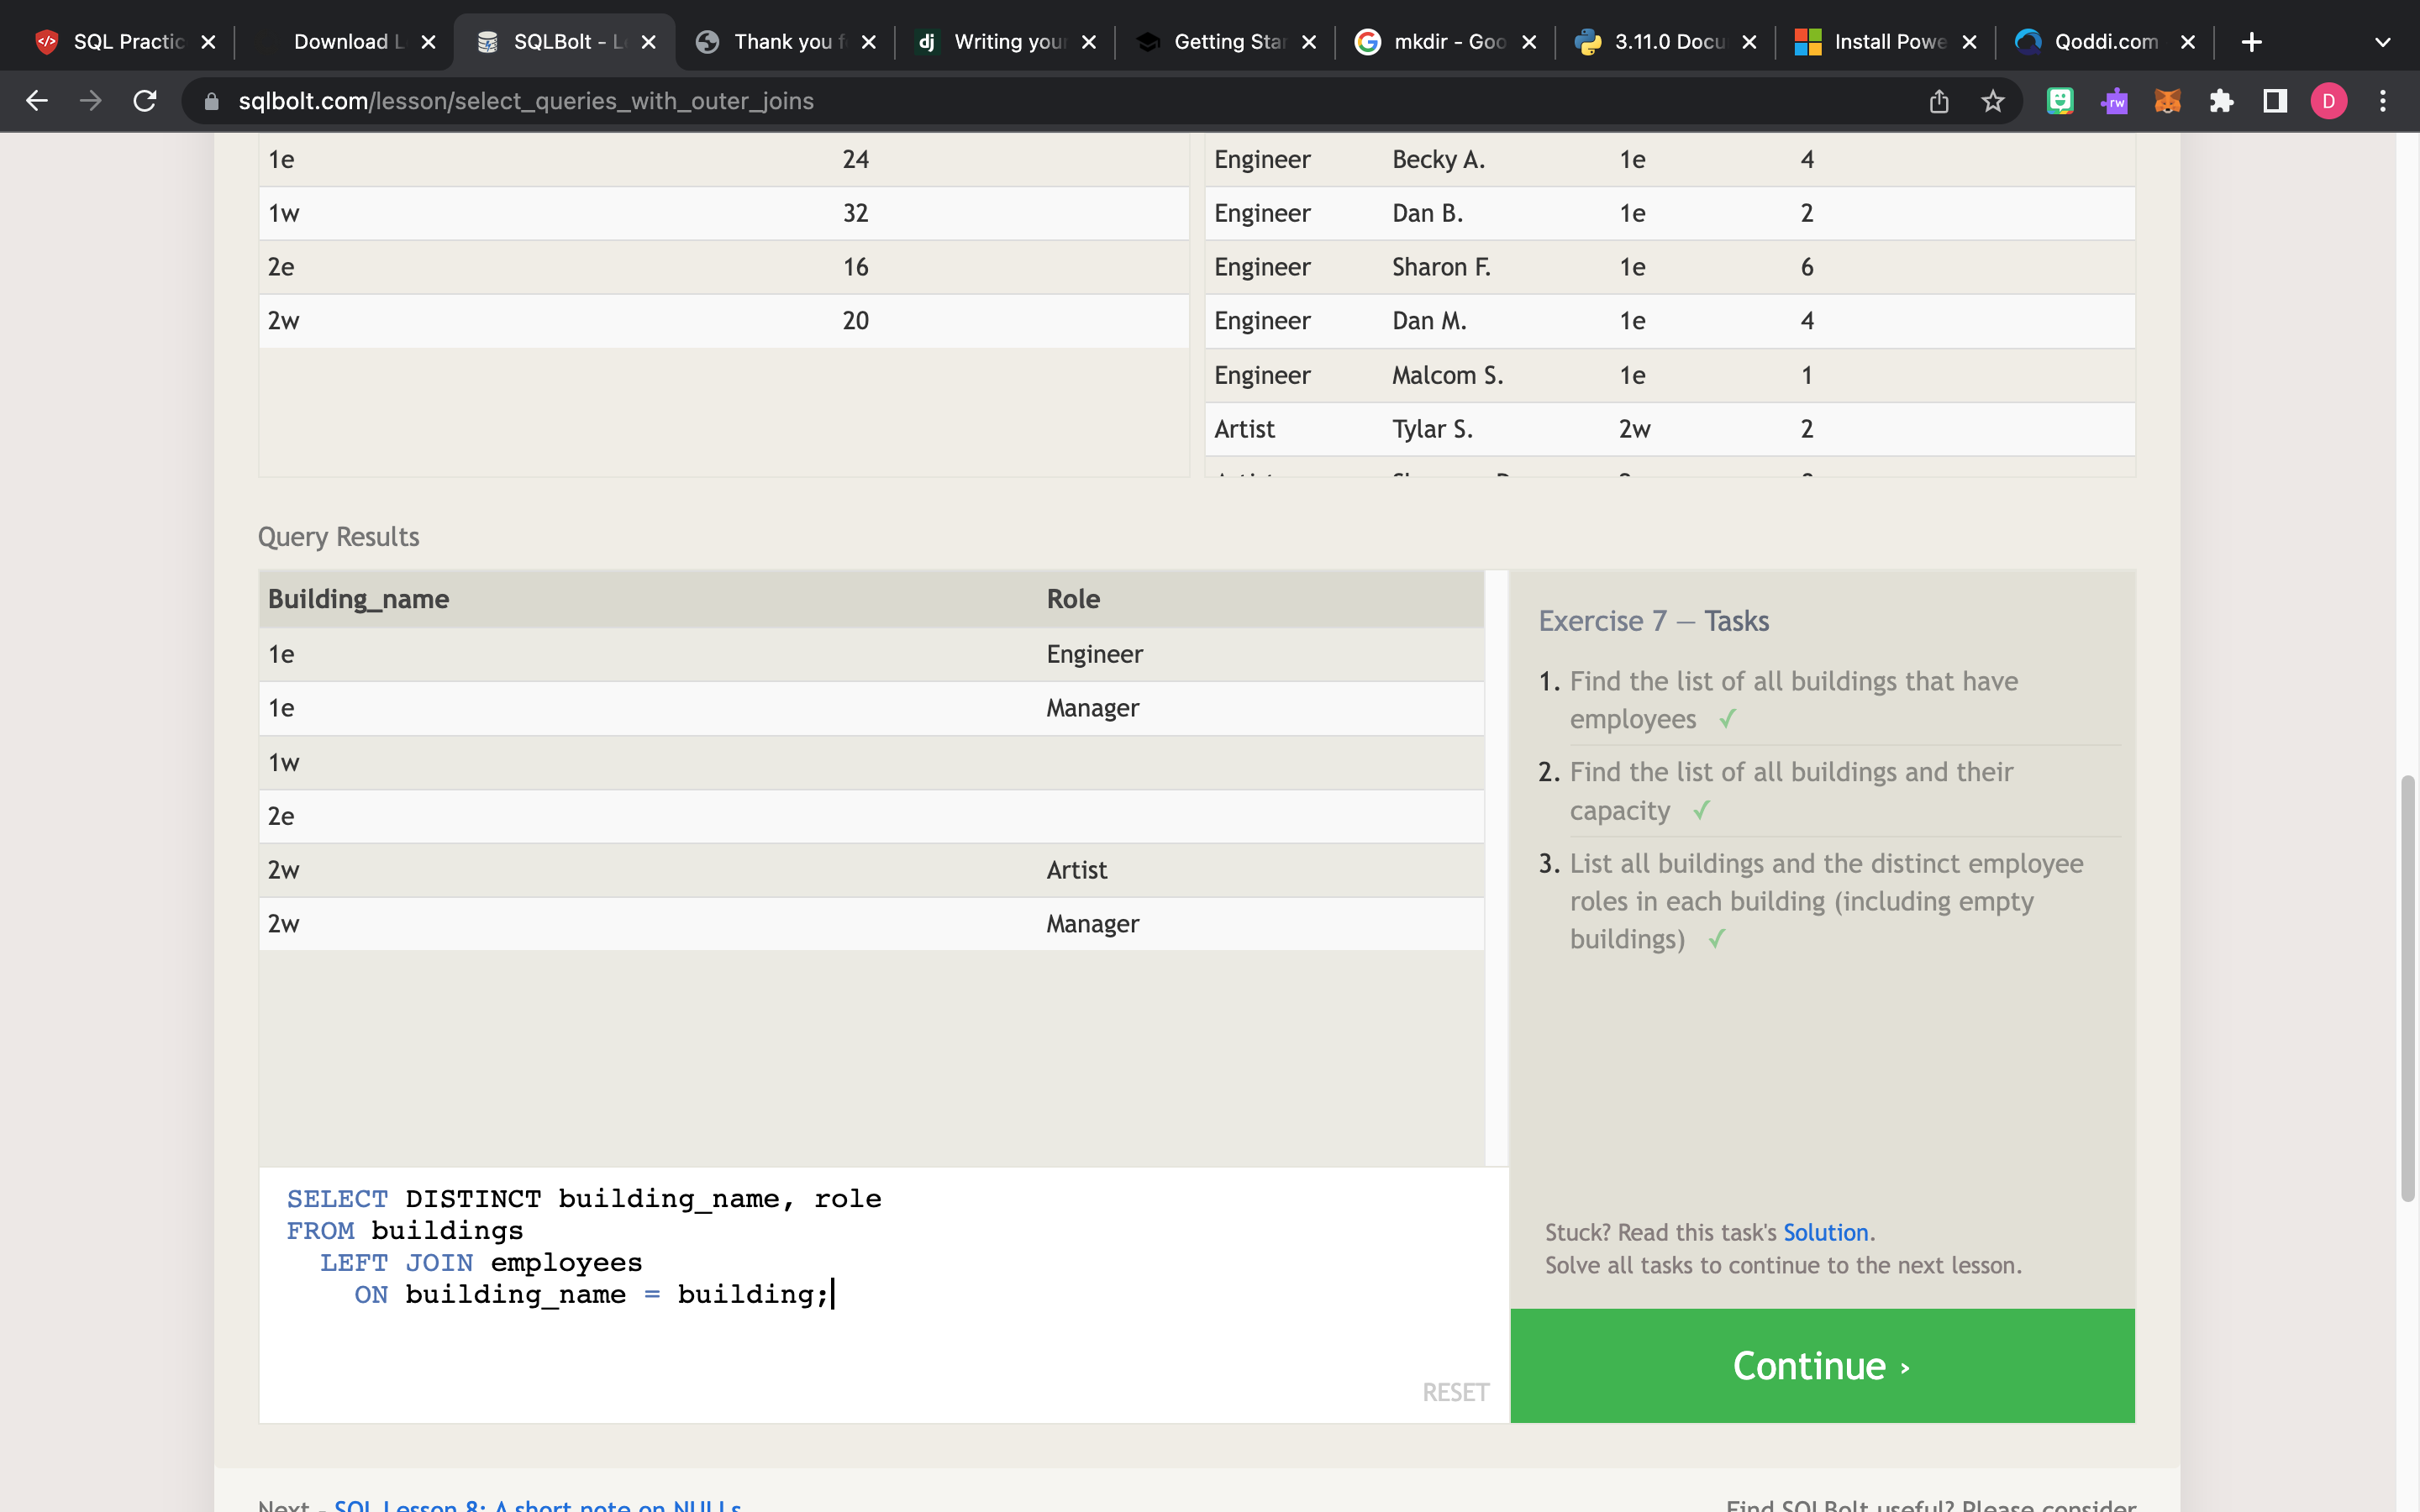 SQL Practic
Download L
SQLBolt - L
Thank you f
dj Writing your
Getting Star
mkdir - Goo
3.11.0 Docu
Install Powe
Qoddi.com
sqlbolt.com/lesson/select_queries_with_outer_joins
rw
D
1e 24
1w 32
2e 16
2w 20
Engineer Becky A. 1e 4
Engineer Dan B. 1e 2
Engineer Sharon F. 1e 6
Engineer Dan M. 1e 4
Engineer Malcom S. 1e 1
Artist Tylar S. 2w 2
Query Results
Building_name Role
1e Engineer
1e Manager
1w
2e
2w Artist
2w Manager
SELECT DISTINCT building_name, role
FROM buildings
LEFT JOIN employees
ON building_name = building;
RESET
Exercise 7 — Tasks
1. Find the list of all buildings that have
employees ✓
2. Find the list of all buildings and their
capacity ✓
3. List all buildings and the distinct employee
roles in each building (including empty
buildings) ✓
Stuck? Read this task's Solution.
Solve all tasks to continue to the next lesson.
Continue ›
Next - SQL Lesson 8: A short note on NULLs
Find SQLBolt useful? Please consider